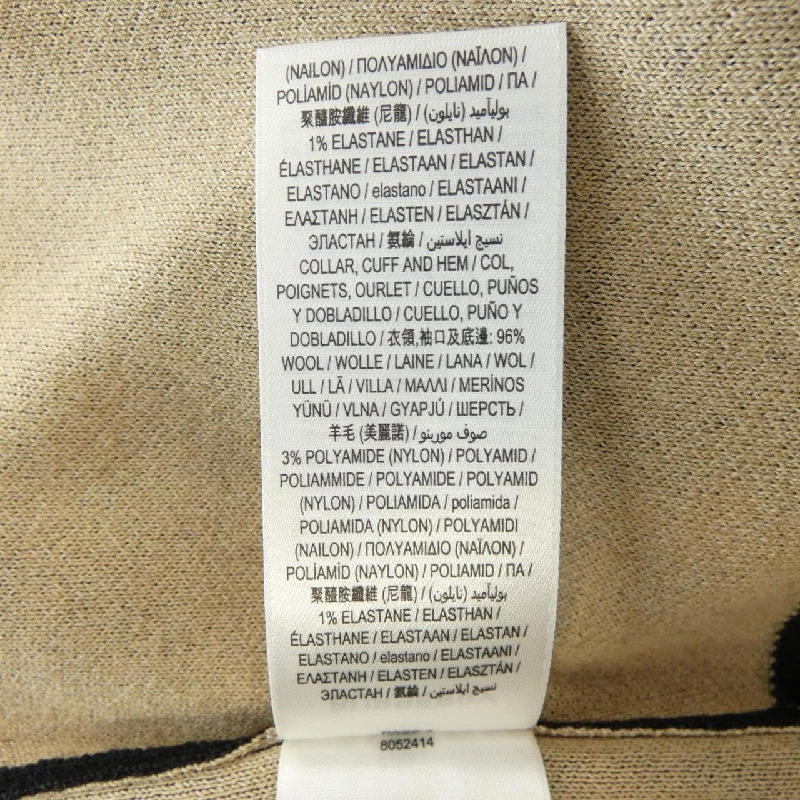 (NAILON) / ΠΟΛΥΑΜΙΔΙΟ (ΝΑΪΛΟΝ) /
POLİAMİD (NAYLON) / POLIAMID / ПА /
聚醯胺纖維 (尼龍) / بوليآميد (نايلون) /
1% ELASTANE / ELASTHAN /
ÉLASTHANE / ELASTAAN / ELASTAN /
ELASTANO / elastano / ELASTAANI /
ΕΛΑΣΤΑΝΗ / ELASTEN / ELASZTÁN /
ЭЛАСТАН / 氨綸 / نسيج ايلاستين
COLLAR, CUFF AND HEM / COL,
POIGNETS, OURLET / CUELLO, PUÑOS
Y DOBLADILLO / CUELLO, PUÑO Y
DOBLADILLO / 衣領,袖口及底邊: 96%
WOOL / WOLLE / LAINE / LANA / WOL /
ULL / LÃ / VILLA / ΜΑΛΛΙ / MERİNOS
YÜNÜ / VLNA / GYAPJÚ / ШЕРСТЬ /
羊毛 (美麗諾) / صوف مورينو
3% POLYAMIDE (NYLON) / POLYAMID /
POLIAMMIDE / POLYAMIDE / POLYAMID
(NYLON) / POLIAMIDA / poliamida /
POLIAMIDA (NYLON) / POLYAMIDI
(NAILON) / ΠΟΛΥΑΜΙΔΙΟ (ΝΑΪΛΟΝ) /
POLİAMİD (NAYLON) / POLIAMID / ПА /
聚醯胺纖維 (尼龍) / بوليآميد (نايلون) /
1% ELASTANE / ELASTHAN /
ÉLASTHANE / ELASTAAN / ELASTAN /
ELASTANO / elastano / ELASTAANI /
ΕΛΑΣΤΑΝΗ / ELASTEN / ELASZTÁN /
ЭЛАСТАН / 氨綸 / نسيج ايلاستين
8052414